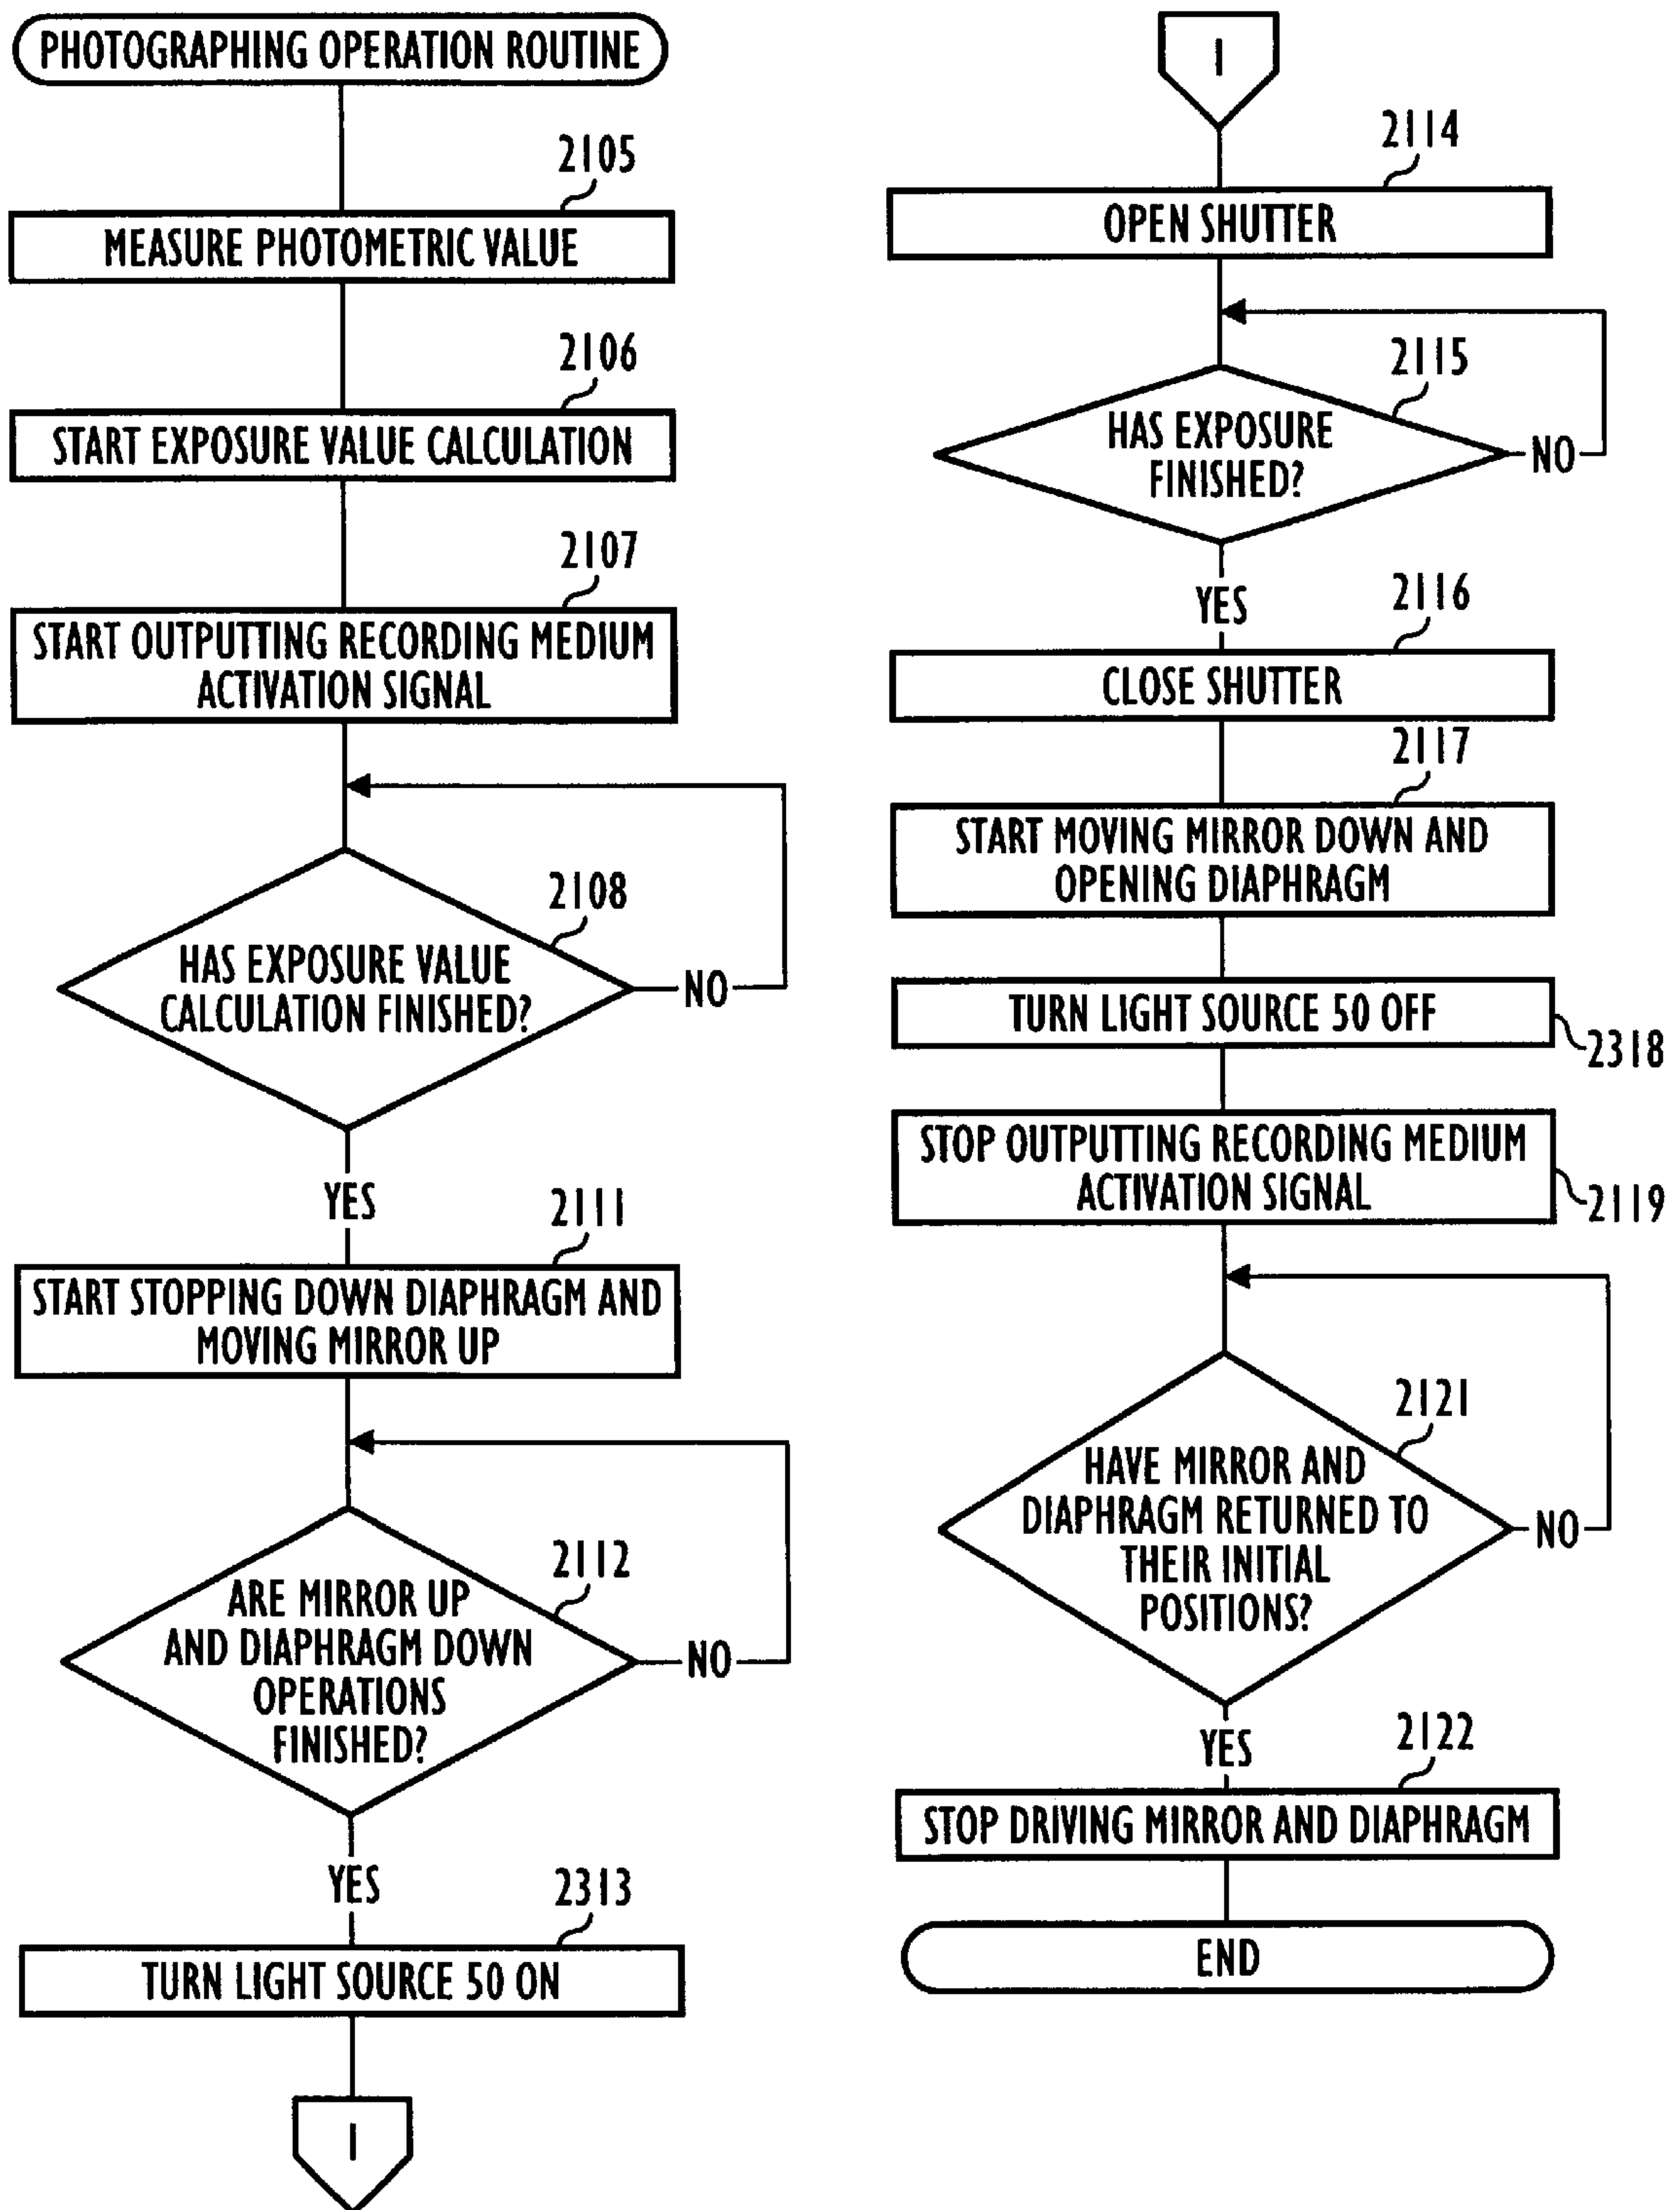 PHOTOGRAPHING OPERATION ROUTINE
2105
MEASURE PHOTOMETRIC VALUE
2106
START EXPOSURE VALUE CALCULATION
2107
START OUTPUTTING RECORDING MEDIUM
ACTIVATION SIGNAL
2108
HAS EXPOSURE VALUE
CALCULATION FINISHED?
NO
YES
2111
START STOPPING DOWN DIAPHRAGM AND
MOVING MIRROR UP
2112
ARE MIRROR UP
AND DIAPHRAGM DOWN
OPERATIONS
FINISHED?
NO
YES
2313
TURN LIGHT SOURCE 50 ON
I
I
2114
OPEN SHUTTER
2115
HAS EXPOSURE
FINISHED?
NO
YES
2116
CLOSE SHUTTER
2117
START MOVING MIRROR DOWN AND
OPENING DIAPHRAGM
TURN LIGHT SOURCE 50 OFF
2318
STOP OUTPUTTING RECORDING MEDIUM
ACTIVATION SIGNAL
2119
2121
HAVE MIRROR AND
DIAPHRAGM RETURNED TO
THEIR INITIAL
POSITIONS?
NO
YES
2122
STOP DRIVING MIRROR AND DIAPHRAGM
END